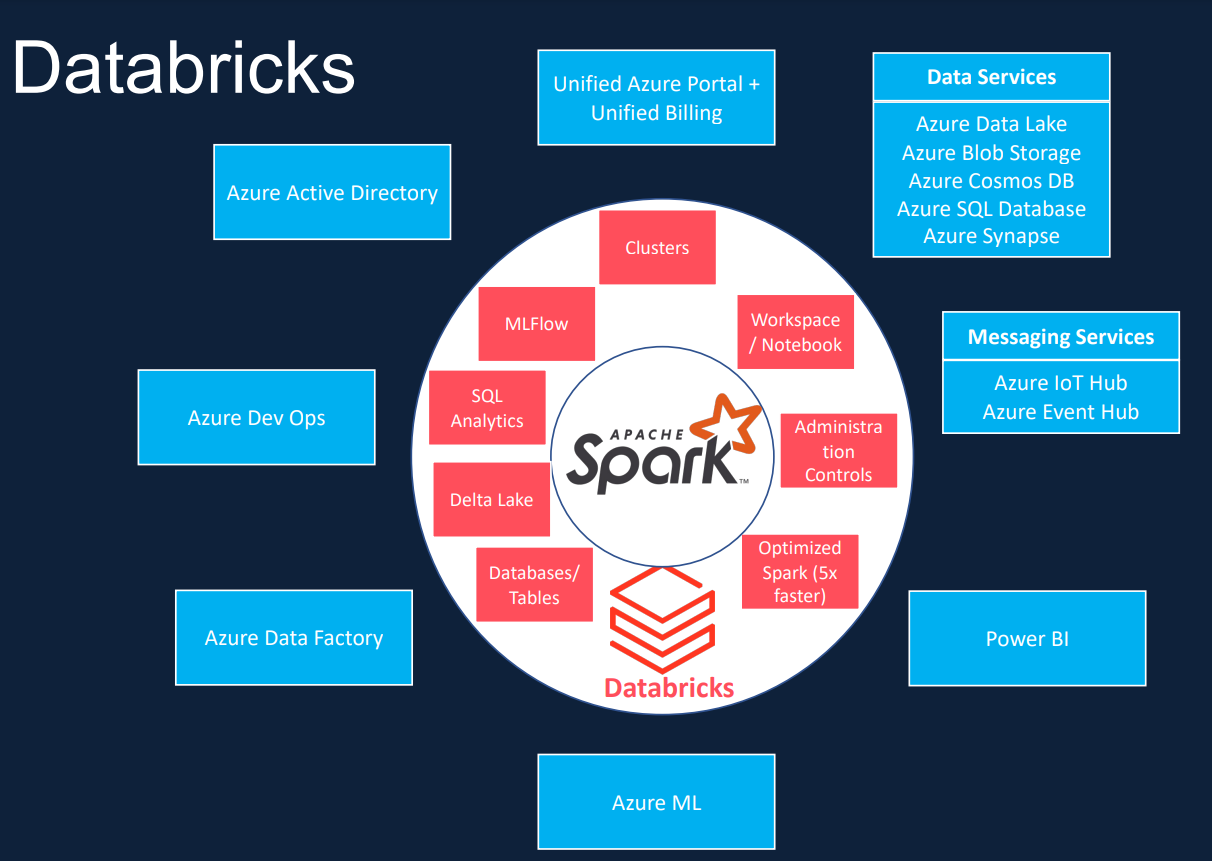 Databricks
Unified Azure Portal +
Unified Billing
Data Services
Azure Data Lake
Azure Blob Storage
Azure Cosmos DB
Azure SQL Database
Azure Synapse
Azure Active Directory
Clusters
MLFlow
Workspace
/ Notebook
Messaging Services
Azure IoT Hub
Azure Event Hub
Azure Dev Ops
SQL
Analytics
APACHE
Spark™
Administra
tion
Controls
Delta Lake
Databases/
Tables
Optimized
Spark (5x
faster)
Databricks
Azure Data Factory
Power BI
Azure ML